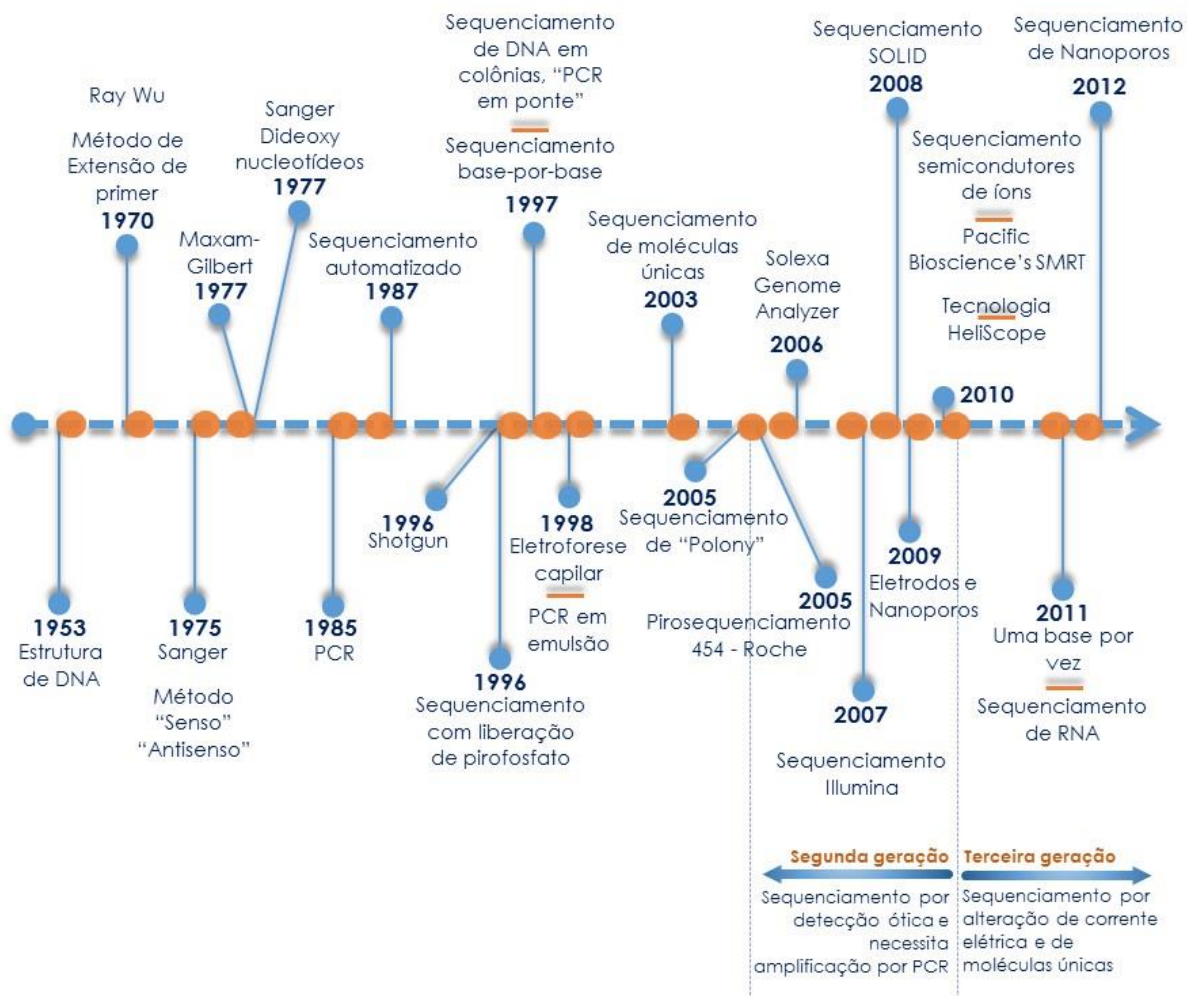 Ray Wu
Método de
Extensão de
primer
1970
Maxam-
Gilbert
1977
Sanger
Dideoxy
nucleotídeos
1977
Sequenciamento
automatizado
1987
Sequenciamento
de DNA em
colônias, “PCR
em ponte”
Sequenciamento
base-por-base
1997
Sequenciamento
de moléculas
únicas
2003
Solexa
Genome
Analyzer
2006
Sequenciamento
SOLID
2008
Sequenciamento
semicondutores
de íons
Pacific
Bioscience’s SMRT
Tecnologia
HeliScope
2010
Sequenciamento
de Nanoporos
2012
1953
Estrutura
de DNA
1975
Sanger
Método
“Senso”
“Antisenso”
1985
PCR
1996
Shotgun
1996
Sequenciamento
com liberação
de pirofosfato
1998
Eletroforese
capilar
PCR em
emulsão
2005
Sequenciamento
de “Polony”
2005
Pirosequenciamento
454 - Roche
2007
Sequenciamento
Illumina
2009
Eletrodos e
Nanoporos
2011
Uma base por
vez
Sequenciamento
de RNA
Segunda geração
Sequenciamento por
detecção ótica e
necessita
amplificação por PCR
Terceira geração
Sequenciamento por
alteração de corrente
elétrica e de
moléculas únicas